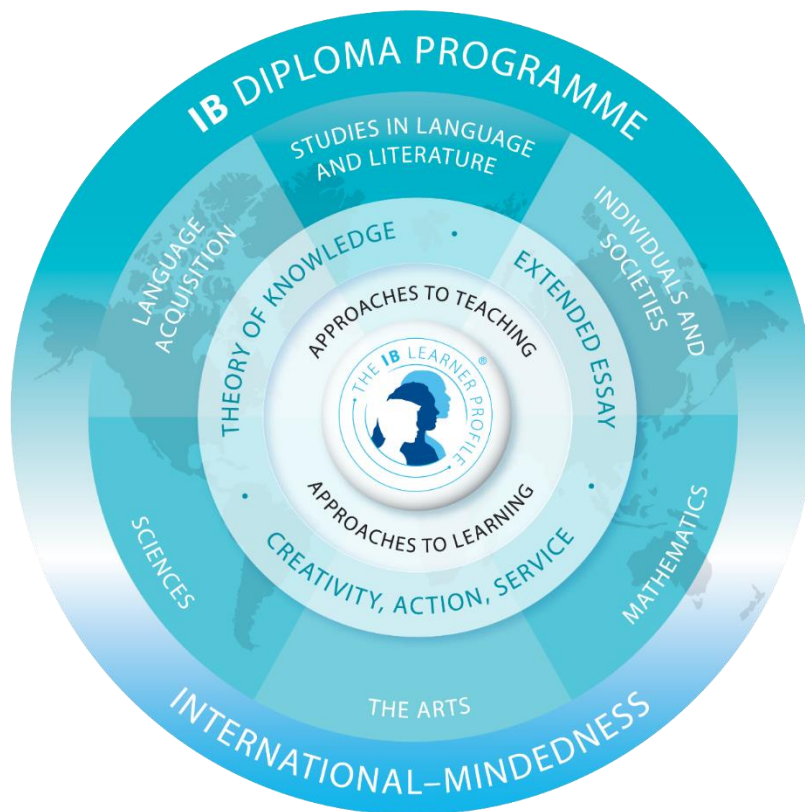 IB DIPLOMA PROGRAMME
STUDIES IN LANGUAGE
AND LITERATURE
LANGUAGE
ACQUISITION
INDIVIDUALS AND
SOCIETIES
THEORY OF KNOWLEDGE
·
EXTENDED ESSAY
APPROACHES TO TEACHING
• THE IB LEARNER PROFILE •
®
APPROACHES TO LEARNING
·
CREATIVITY, ACTION, SERVICE
·
SCIENCES
MATHEMATICS
THE ARTS
INTERNATIONAL–MINDEDNESS